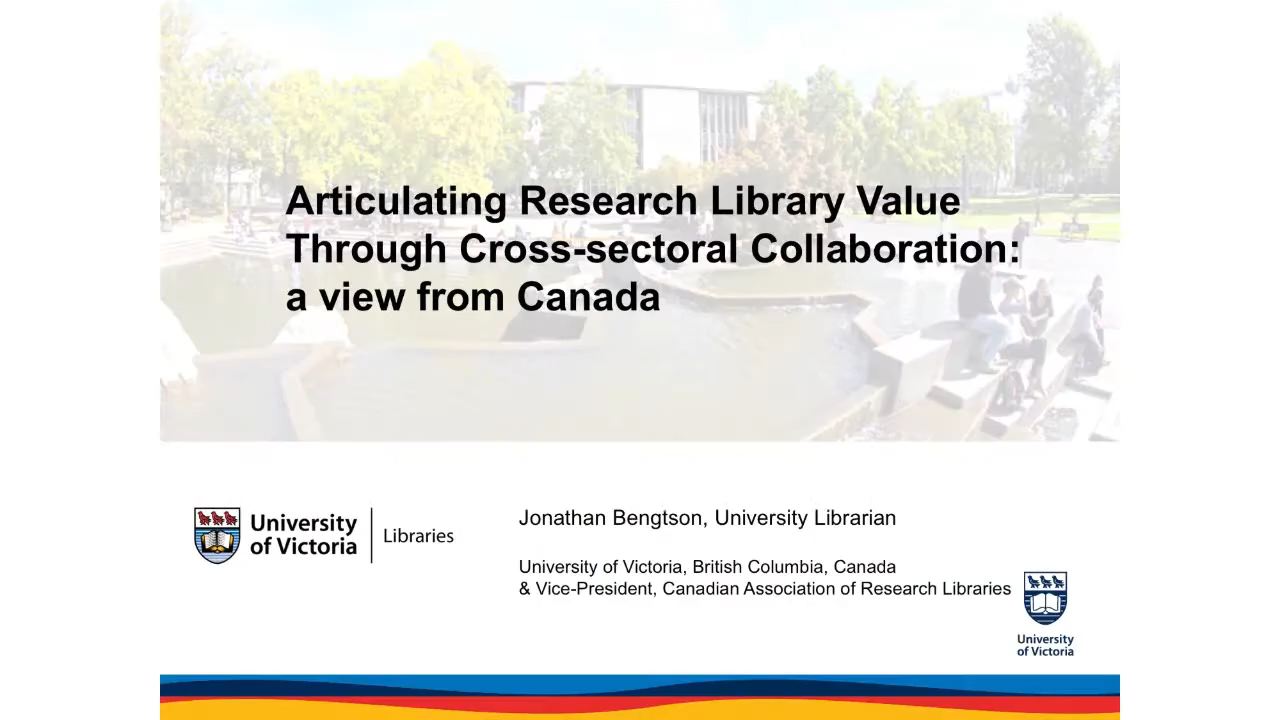 Articulating Research Library Value
Through Cross-sectoral Collaboration:
a view from Canada
University
of Victoria
Libraries
Jonathan Bengtson, University Librarian
University of Victoria, British Columbia, Canada
& Vice-President, Canadian Association of Research Libraries
University
of Victoria